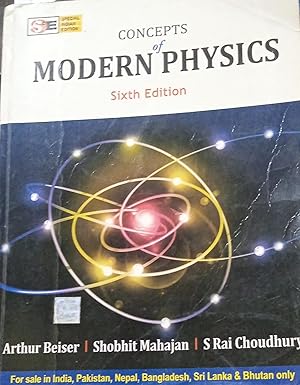 SIE SPECIAL INDIAN EDITION
CONCEPTS
of
MODERN PHYSICS
Sixth Edition
Arthur Beiser | Shobhit Mahajan | S Rai Choudhury
For sale in India, Pakistan, Nepal, Bangladesh, Sri Lanka & Bhutan only